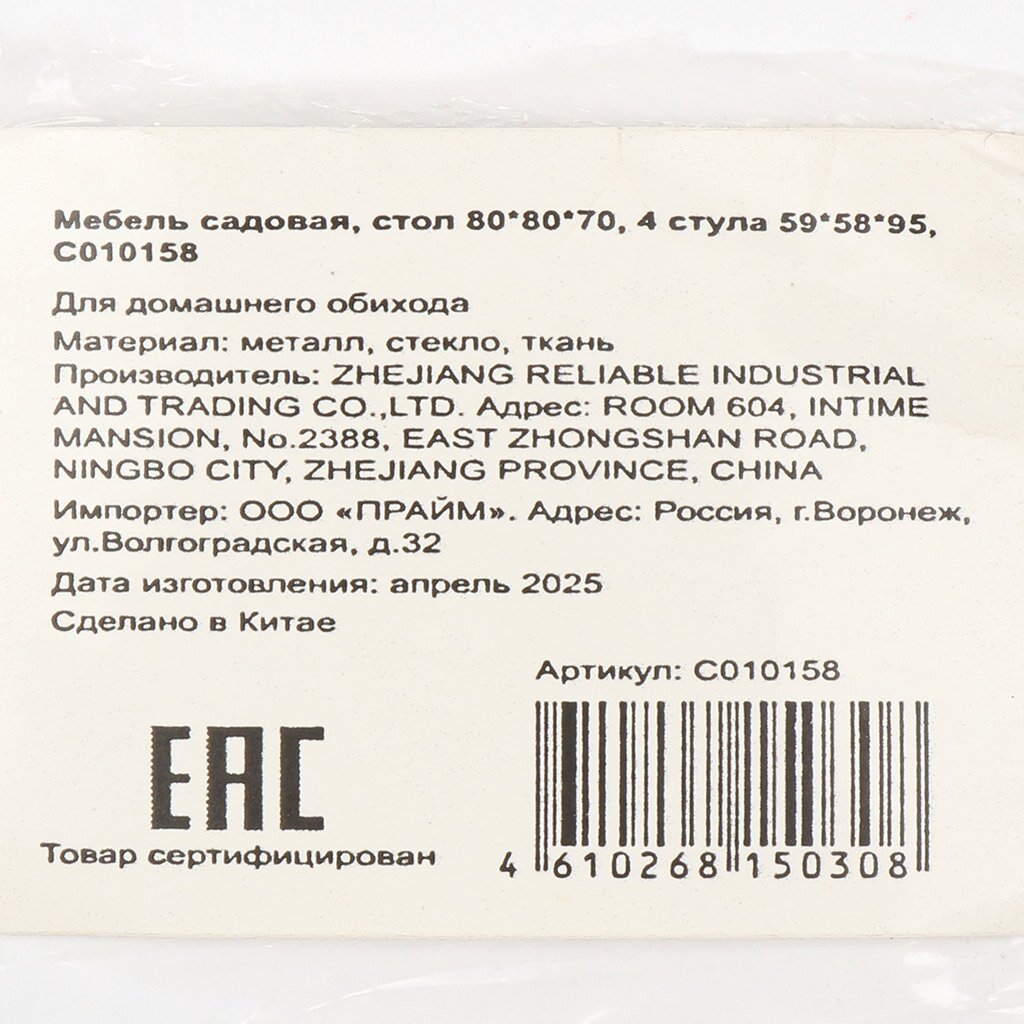 Мебель садовая, стол 80*80*70, 4 стула 59*58*95,
С010158
Для домашнего обихода
Материал: металл, стекло, ткань
Производитель: ZHEJIANG RELIABLE INDUSTRIAL
AND TRADING CO.,LTD. Адрес: ROOM 604, INTIME
MANSION, No.2388, EAST ZHONGSHAN ROAD,
NINGBO CITY, ZHEJIANG PROVINCE, CHINA
Импортер: ООО «ПРАЙМ». Адрес: Россия, г.Воронеж,
ул.Волгоградская, д.32
Дата изготовления: апрель 2025
Сделано в Китае
Артикул: С010158
EAC
Товар сертифицирован
4 610268 150308